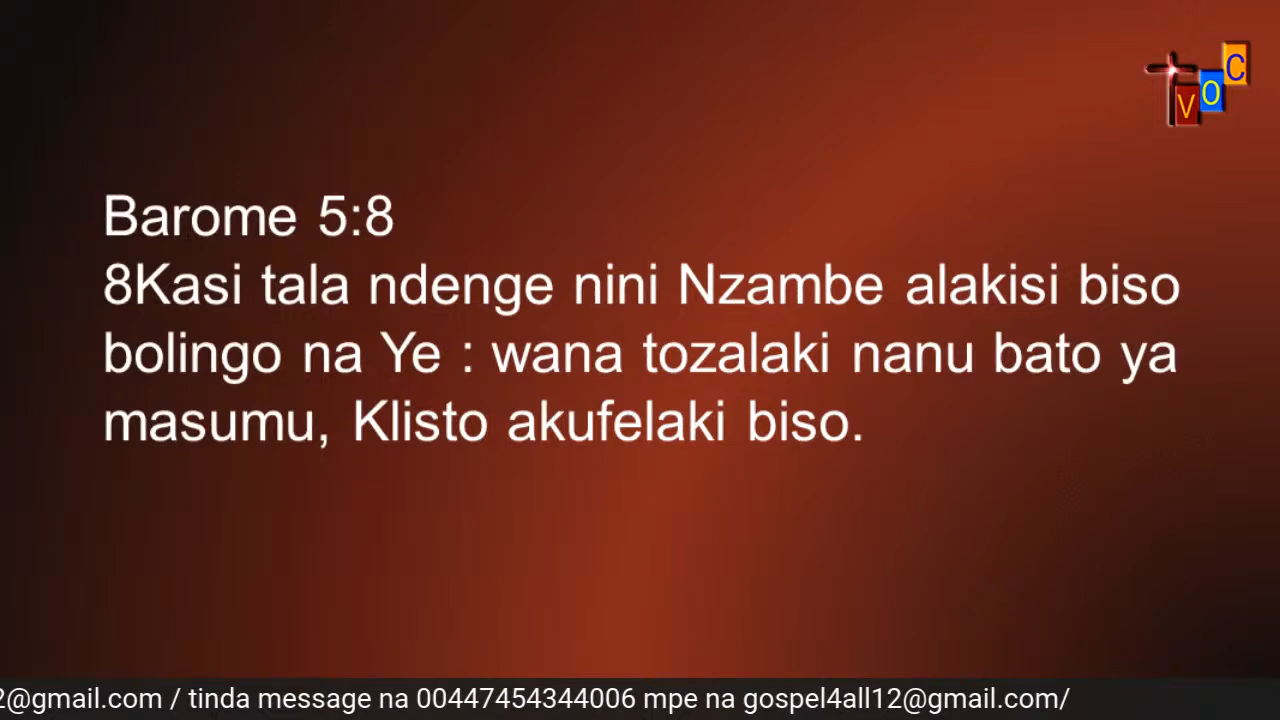 C
O
V
Barome 5:8
8Kasi tala ndenge nini Nzambe alakisi biso
bolingo na Ye : wana tozalaki nanu bato ya
masumu, Klisto akufelaki biso.
2@gmail.com / tinda message na 00447454344006 mpe na gospel4all12@gmail.com/